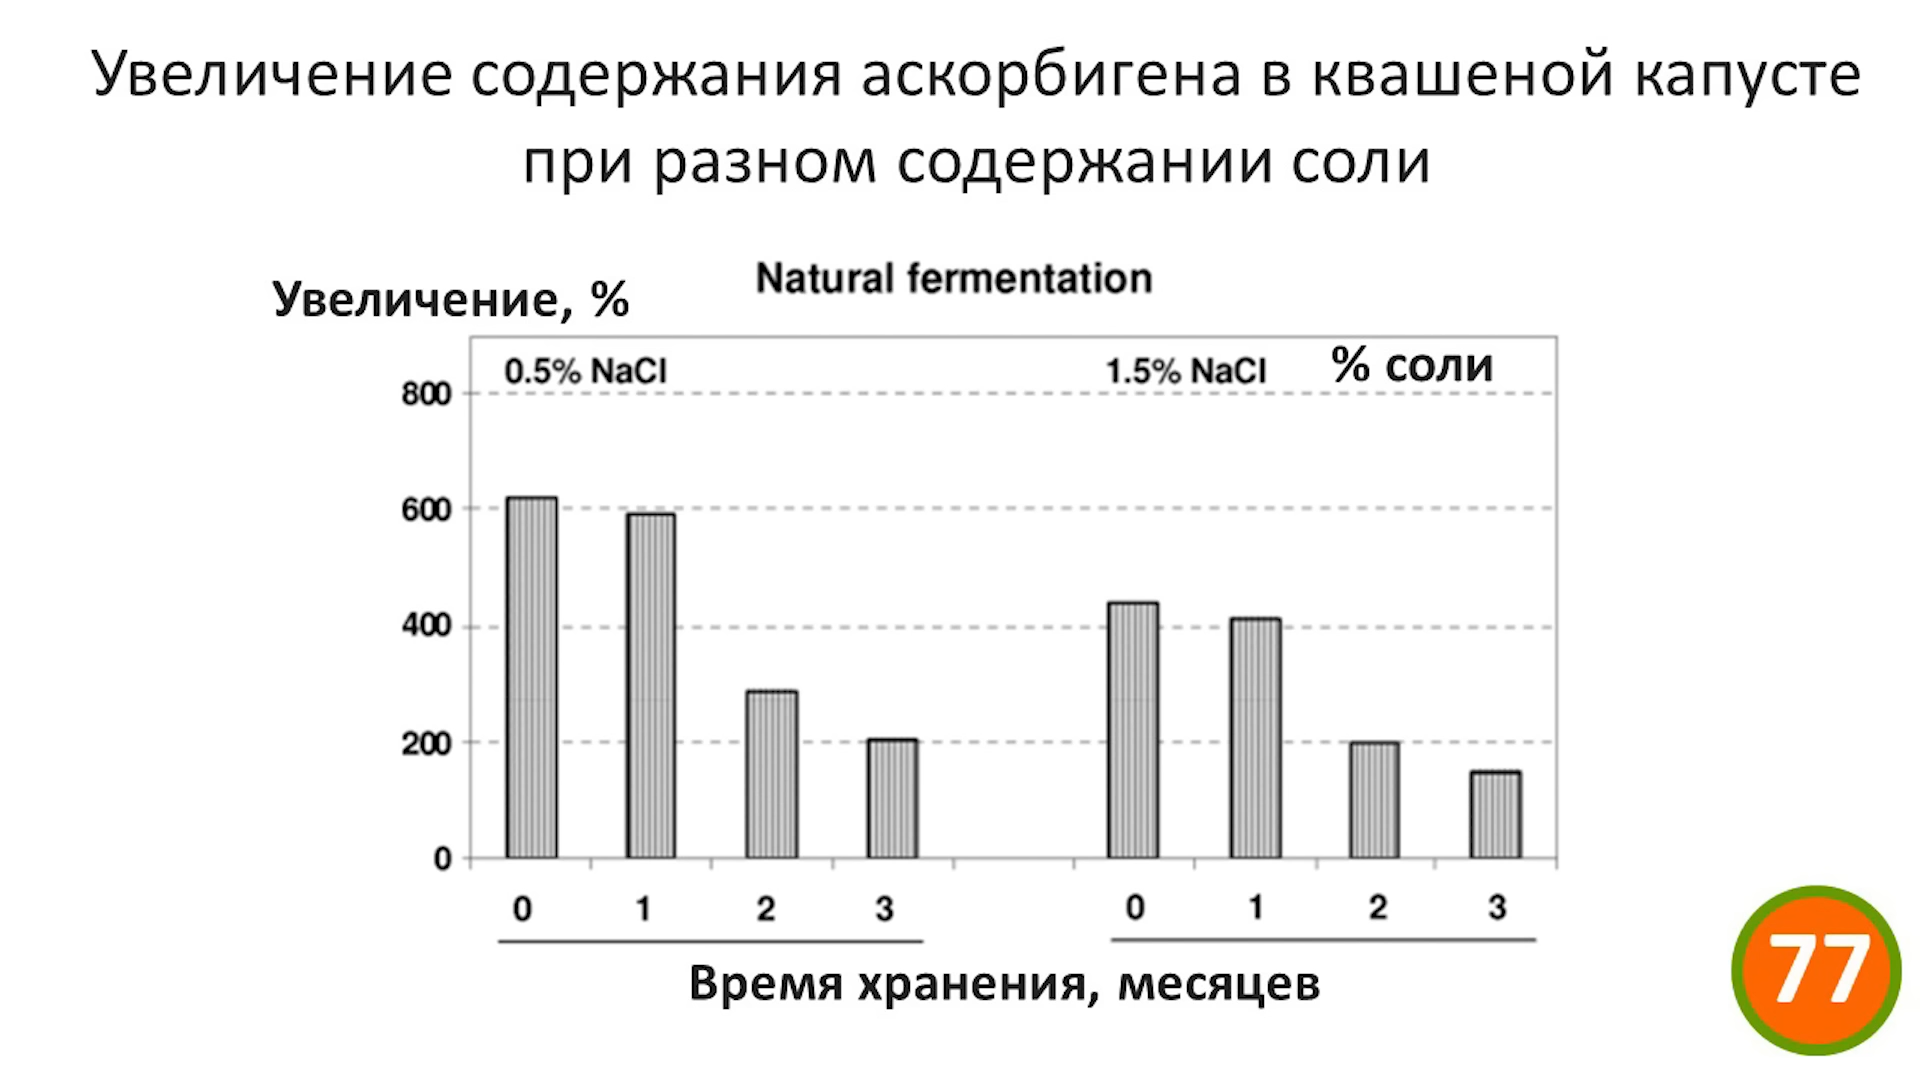 Увеличение содержания аскорбигена в квашеной капусте
при разном содержании соли
Natural fermentation
Увеличение, %
0.5% NaCl 1.5% NaCl % соли
800
600
400
200
0
0 1 2 3 0 1 2 3
Время хранения, месяцев
77